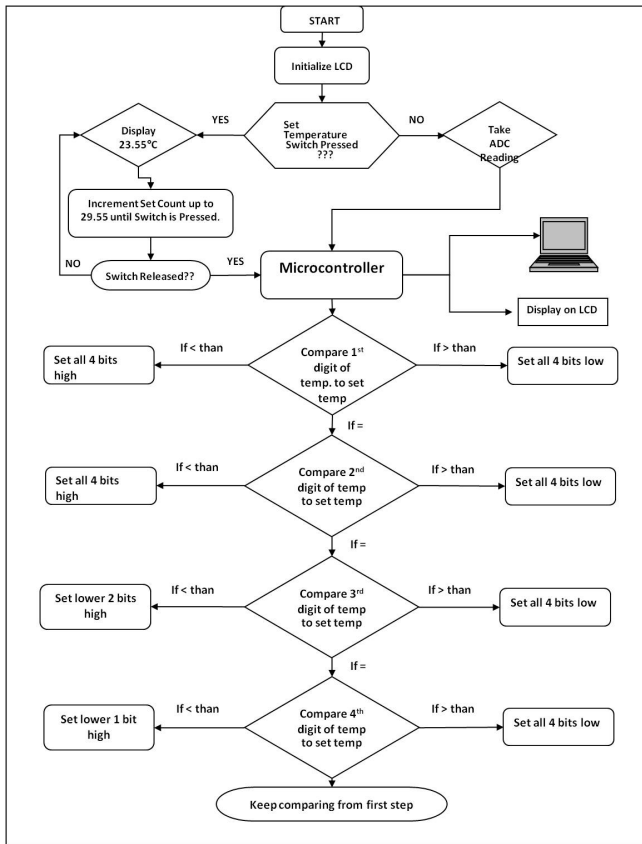 START
Initialize LCD
YES
Set
Temperature
Switch Pressed
???
NO
Display
23.55°C
Take
ADC
Reading
Increment Set Count up to
29.55 until Switch is Pressed.
NO
Switch Released??
YES
Microcontroller
Display on LCD
If < than
If > than
Set all 4 bits
high
Compare 1st
digit of
temp. to set
temp
Set all 4 bits low
If =
If < than
If > than
Set all 4 bits
high
Compare 2nd
digit of temp
to set temp
Set all 4 bits low
If =
If < than
If > than
Set lower 2 bits
high
Compare 3rd
digit of temp
to set temp
Set all 4 bits low
If =
If < than
If > than
Set lower 1 bit
high
Compare 4th
digit of temp
to set temp
Set all 4 bits low
Keep comparing from first step